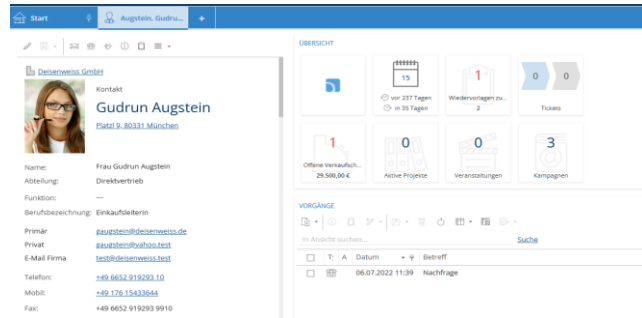 Start
Augstein, Gudru...
+
Deisenweiss GmbH
Kontakt
Gudrun Augstein
Platzl 9, 80331 München
Name: Frau Gudrun Augstein
Abteilung: Direktvertrieb
Funktion: —
Berufsbezeichnung: Einkaufsleiterin
Primär gaugstein@deisenweiss.de
Privat gaugstein@yahoo.test
E-Mail Firma test@deisenweiss.test
Telefon: +49 6652 919293 10
Mobil: +49 176 15433644
Fax: +49 6652 919293 9910
ÜBERSICHT
15
vor 237 Tagen
in 35 Tagen
1
Wiedervorlagen zu...
2
0 0
Tickets
1
Offene Verkaufsch...
29.500,00 €
0
Aktive Projekte
0
Veranstaltungen
3
Kampagnen
VORGÄNGE
In Ansicht suchen... Suche
T: A Datum Betreff
06.07.2022 11:39 Nachfrage